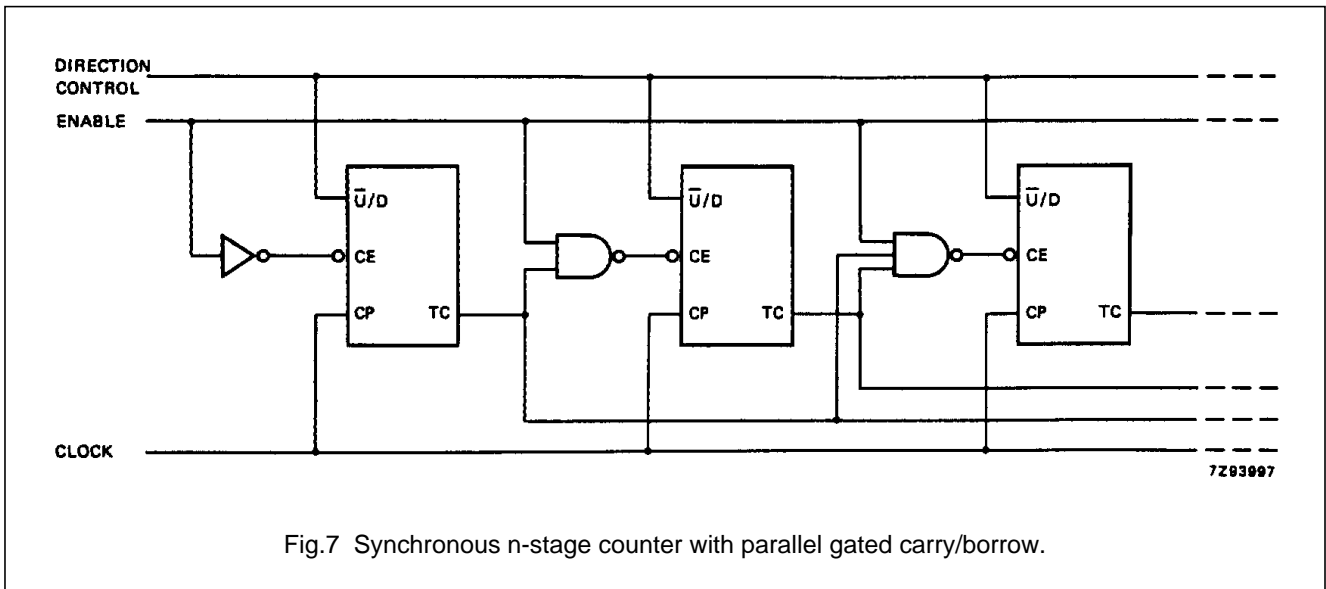 DIRECTION
CONTROL
ENABLE
U̅/D
CE
CP TC
U̅/D
CE
CP TC
U̅/D
CE
CP TC
CLOCK
7Z93997
Fig.7 Synchronous n-stage counter with parallel gated carry/borrow.